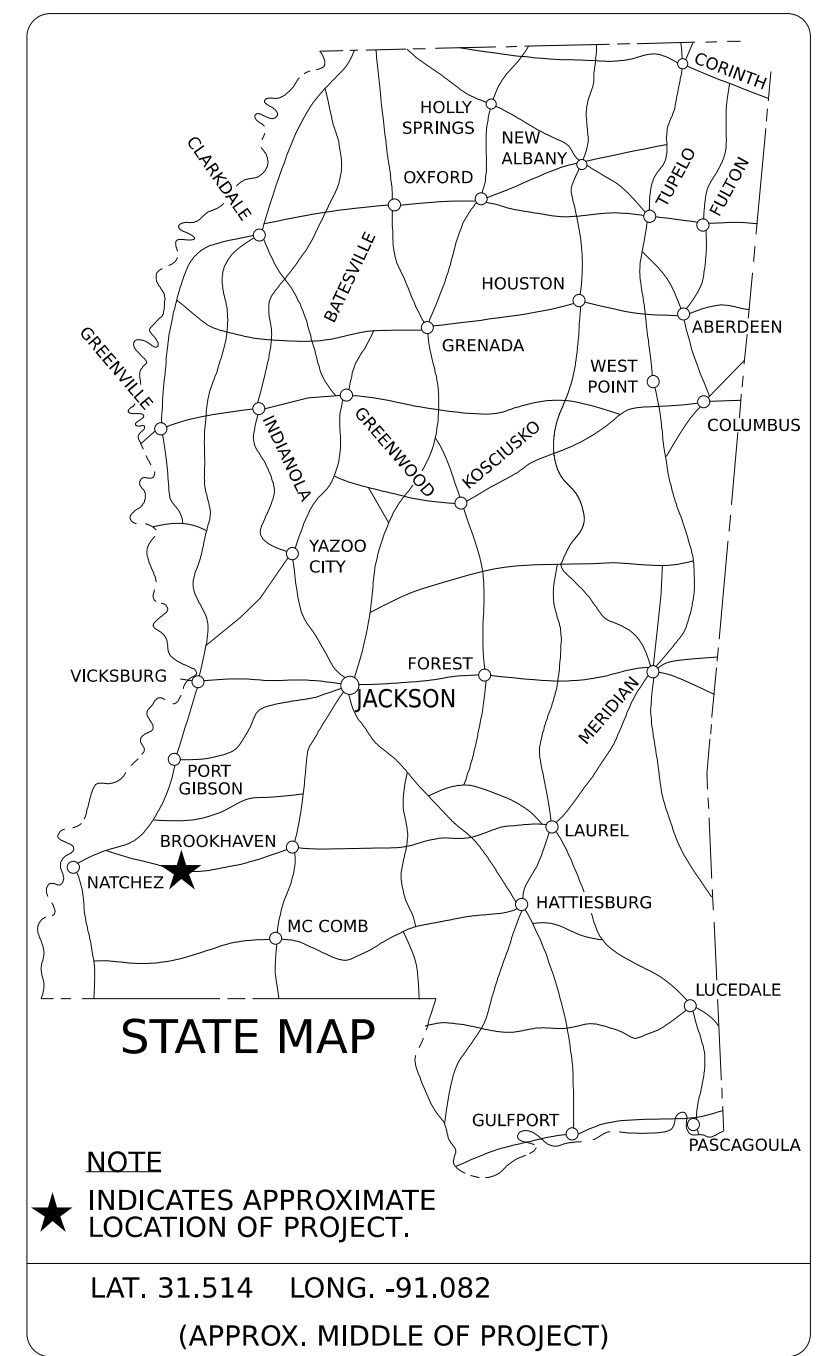 CORINTH
HOLLY
SPRINGS
NEW
ALBANY
CLARKDALE
OXFORD
TUPELO
FULTON
BATESVILLE
HOUSTON
ABERDEEN
GRENADA
GREENVILLE
WEST
POINT
COLUMBUS
INDIANOLA
GREENWOOD
KOSCIUSKO
YAZOO
CITY
VICKSBURG
FOREST
JACKSON
MERIDIAN
PORT
GIBSON
BROOKHAVEN
LAUREL
NATCHEZ
HATTIESBURG
MC COMB
LUCEDALE
STATE MAP
GULFPORT
PASCAGOULA
NOTE
INDICATES APPROXIMATE
LOCATION OF PROJECT.
LAT. 31.514 LONG. -91.082
(APPROX. MIDDLE OF PROJECT)